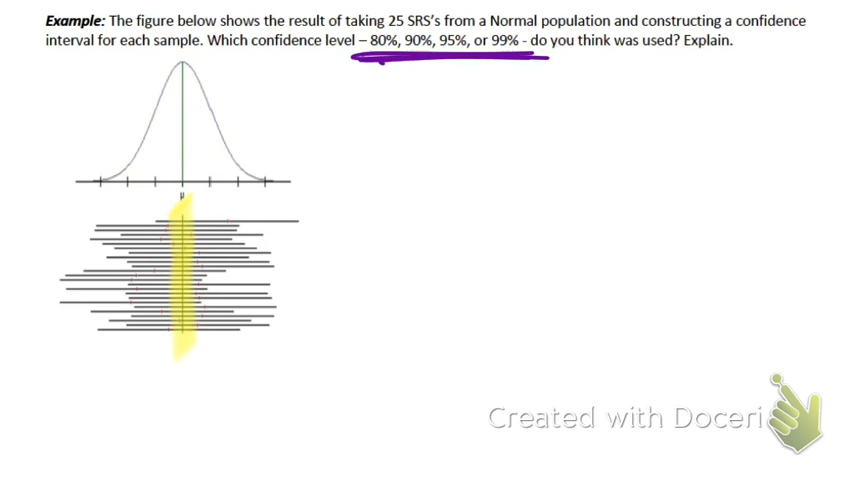 Example: The figure below shows the result of taking 25 SRS's from a Normal population and constructing a confidence
interval for each sample. Which confidence level – 80%, 90%, 95%, or 99% - do you think was used? Explain.
μ
Created with Doceri